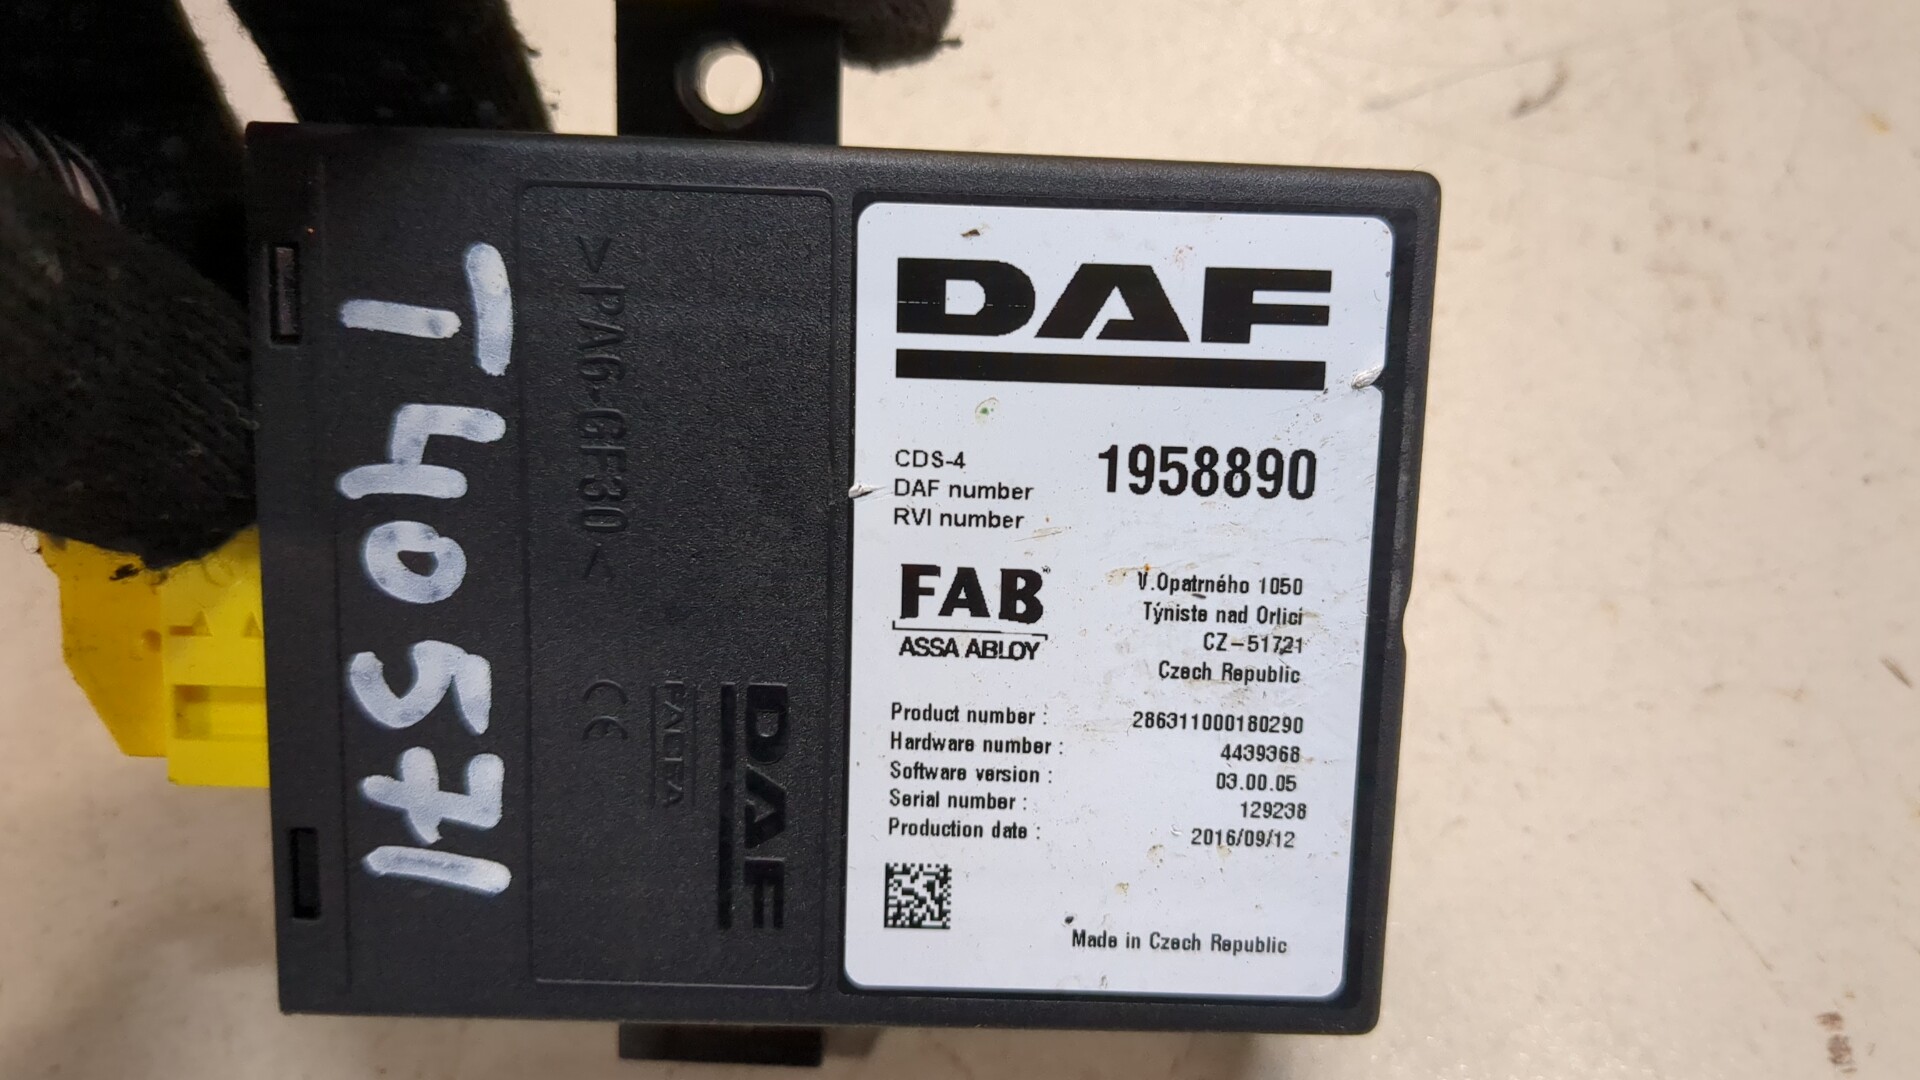 T40571
>PA6-GF30<
CE
DAF
DAF
CDS-4
DAF number 1958890
RVI number
FAB
ASSA ABLOY
V.Opatrného 1050
Týniste nad Orlicí
CZ-51721
Czech Republic
Product number : 286311000180290
Hardware number : 4439368
Software version : 03.00.05
Serial number : 129238
Production date : 2016/09/12
Made in Czech Republic